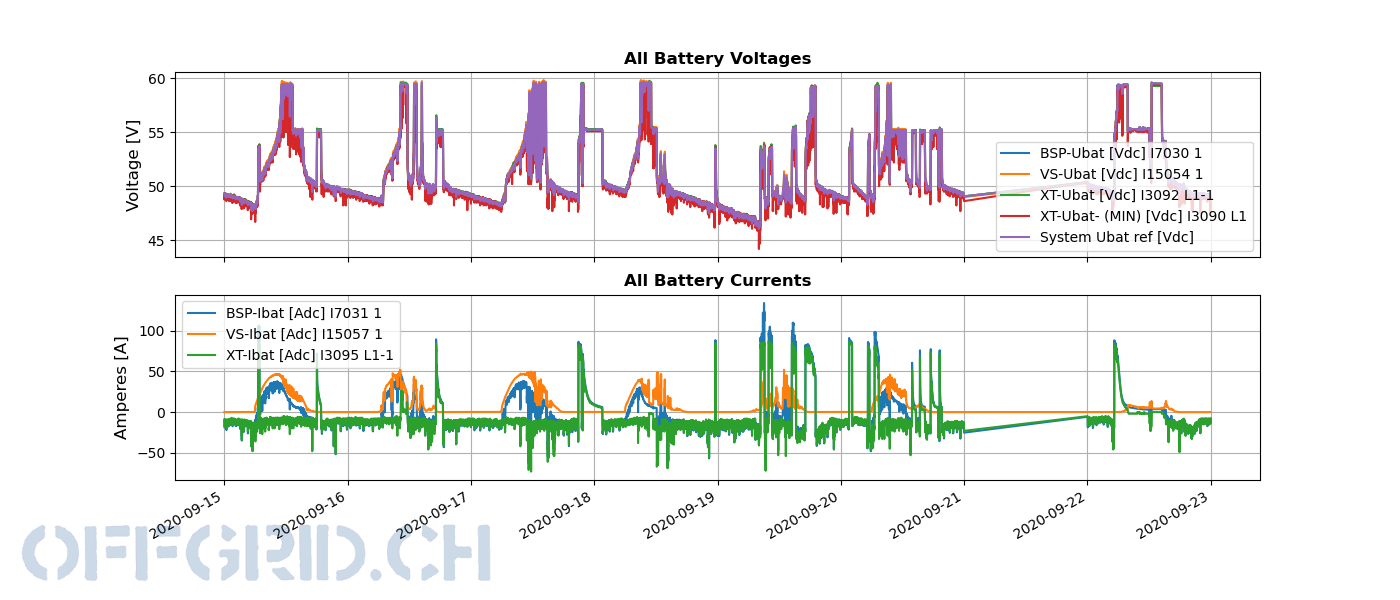 All Battery Voltages
Voltage [V]
60
55
50
45
BSP-Ubat [Vdc] I7030 1
VS-Ubat [Vdc] I15054 1
XT-Ubat [Vdc] I3092 L1-1
XT-Ubat- (MIN) [Vdc] I3090 L1
System Ubat ref [Vdc]
All Battery Currents
Amperes [A]
100
50
0
−50
BSP-Ibat [Adc] I7031 1
VS-Ibat [Adc] I15057 1
XT-Ibat [Adc] I3095 L1-1
2020-09-15
2020-09-16
2020-09-17
2020-09-18
2020-09-19
2020-09-20
2020-09-21
2020-09-22
2020-09-23
OFFGRID.CH